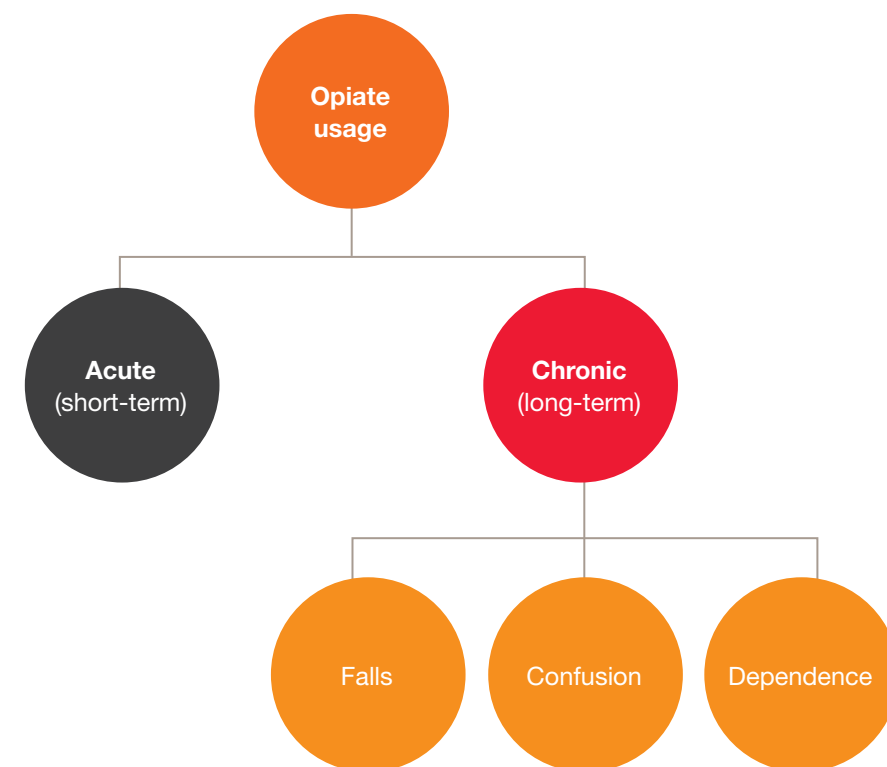 Opiate
usage
Acute
(short-term)
Chronic
(long-term)
Falls
Confusion
Dependence